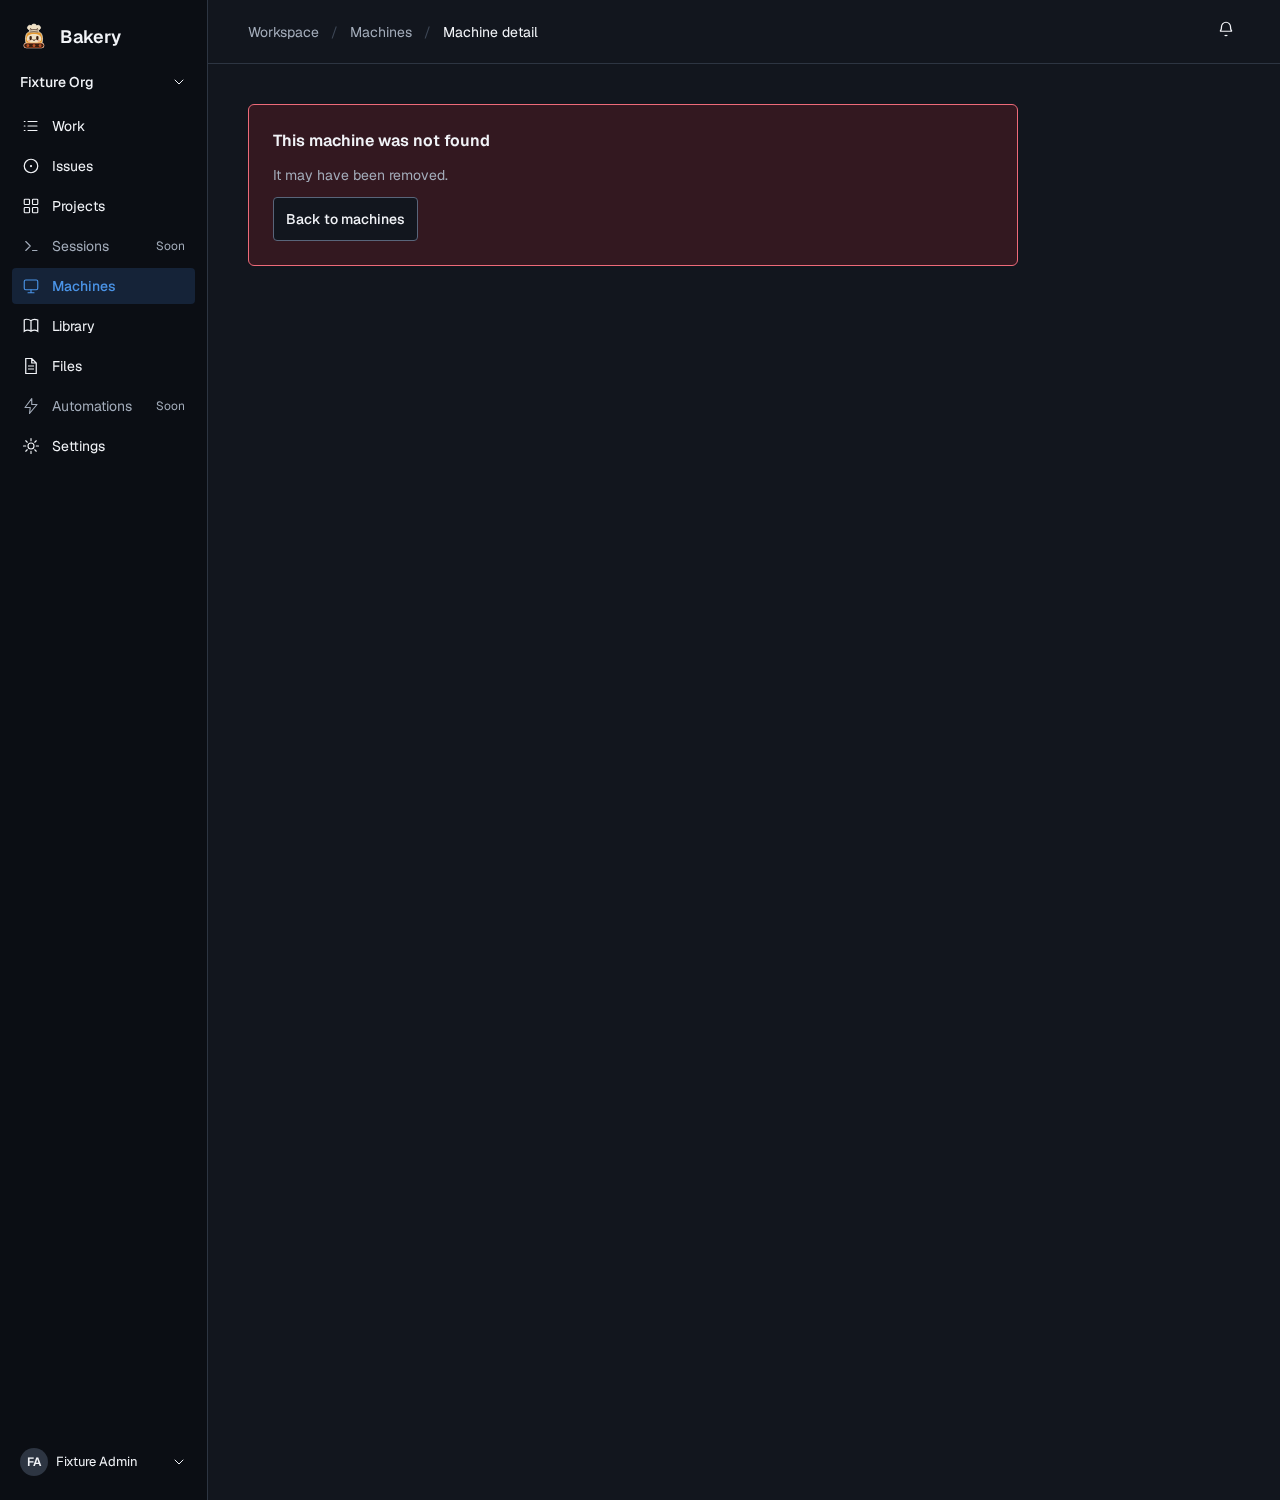 Bakery
Fixture Org
Work
Issues
Projects
Sessions Soon
Machines
Library
Files
Automations Soon
Settings
FA Fixture Admin
Workspace / Machines / Machine detail
This machine was not found
It may have been removed.
Back to machines